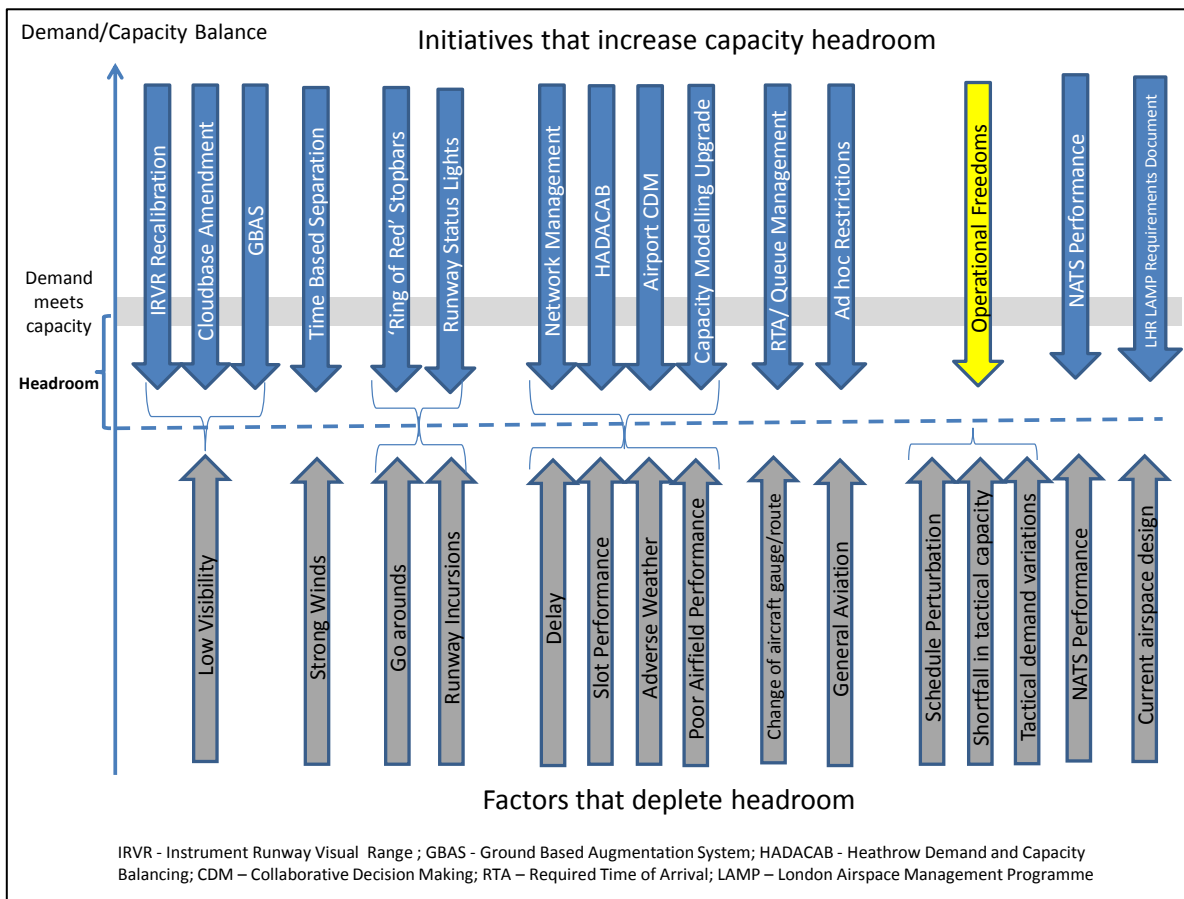 Demand/Capacity Balance
Initiatives that increase capacity headroom
IRVR Recalibration
Cloudbase Amendment
GBAS
Time Based Separation
‘Ring of Red’ Stopbars
Runway Status Lights
Network Management
HADACAB
Airport CDM
Capacity Modelling Upgrade
RTA/ Queue Management
Ad hoc Restrictions
Operational Freedoms
NATS Performance
LHR LAMP Requirements Document
Demand
meets
capacity
Headroom
Low Visibility
Strong Winds
Go arounds
Runway Incursions
Delay
Slot Performance
Adverse Weather
Poor Airfield Performance
Change of aircraft gauge/route
General Aviation
Schedule Perturbation
Shortfall in tactical capacity
Tactical demand variations
NATS Performance
Current airspace design
Factors that deplete headroom
IRVR - Instrument Runway Visual Range ; GBAS - Ground Based Augmentation System; HADACAB - Heathrow Demand and Capacity
Balancing; CDM – Collaborative Decision Making; RTA – Required Time of Arrival; LAMP – London Airspace Management Programme